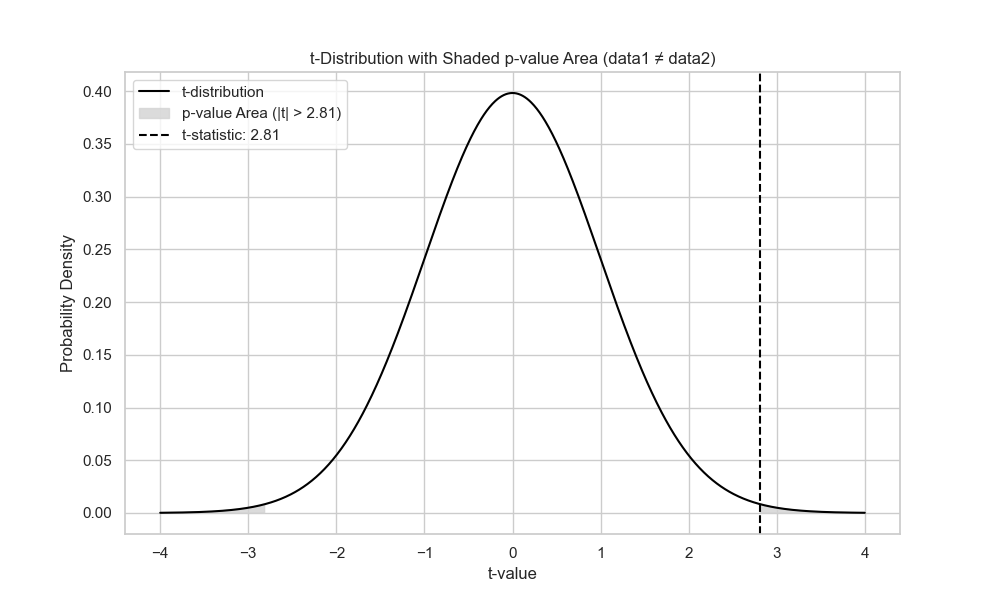 t-Distribution with Shaded p-value Area (data1 ≠ data2)
t-distribution
p-value Area (|t| > 2.81)
t-statistic: 2.81
Probability Density
0.40
0.35
0.30
0.25
0.20
0.15
0.10
0.05
0.00
−4 −3 −2 −1 0 1 2 3 4
t-value